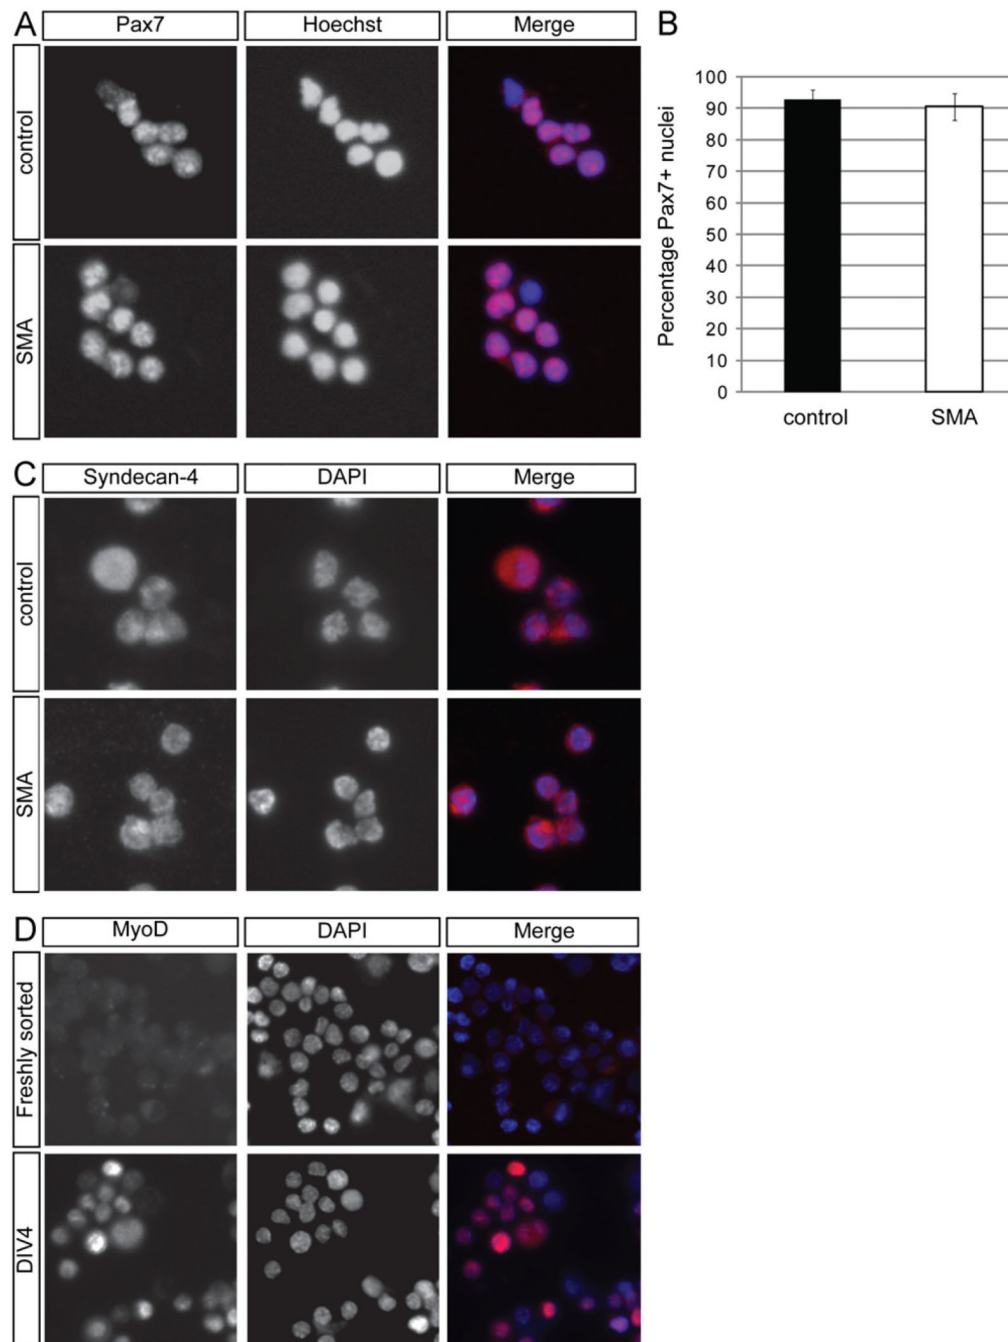 A
Pax7
Hoechst
Merge
control
SMA
B
Percentage Pax7+ nuclei
100
90
80
70
60
50
40
30
20
10
0
control
SMA
C
Syndecan-4
DAPI
Merge
control
SMA
D
MyoD
DAPI
Merge
Freshly sorted
DIV4